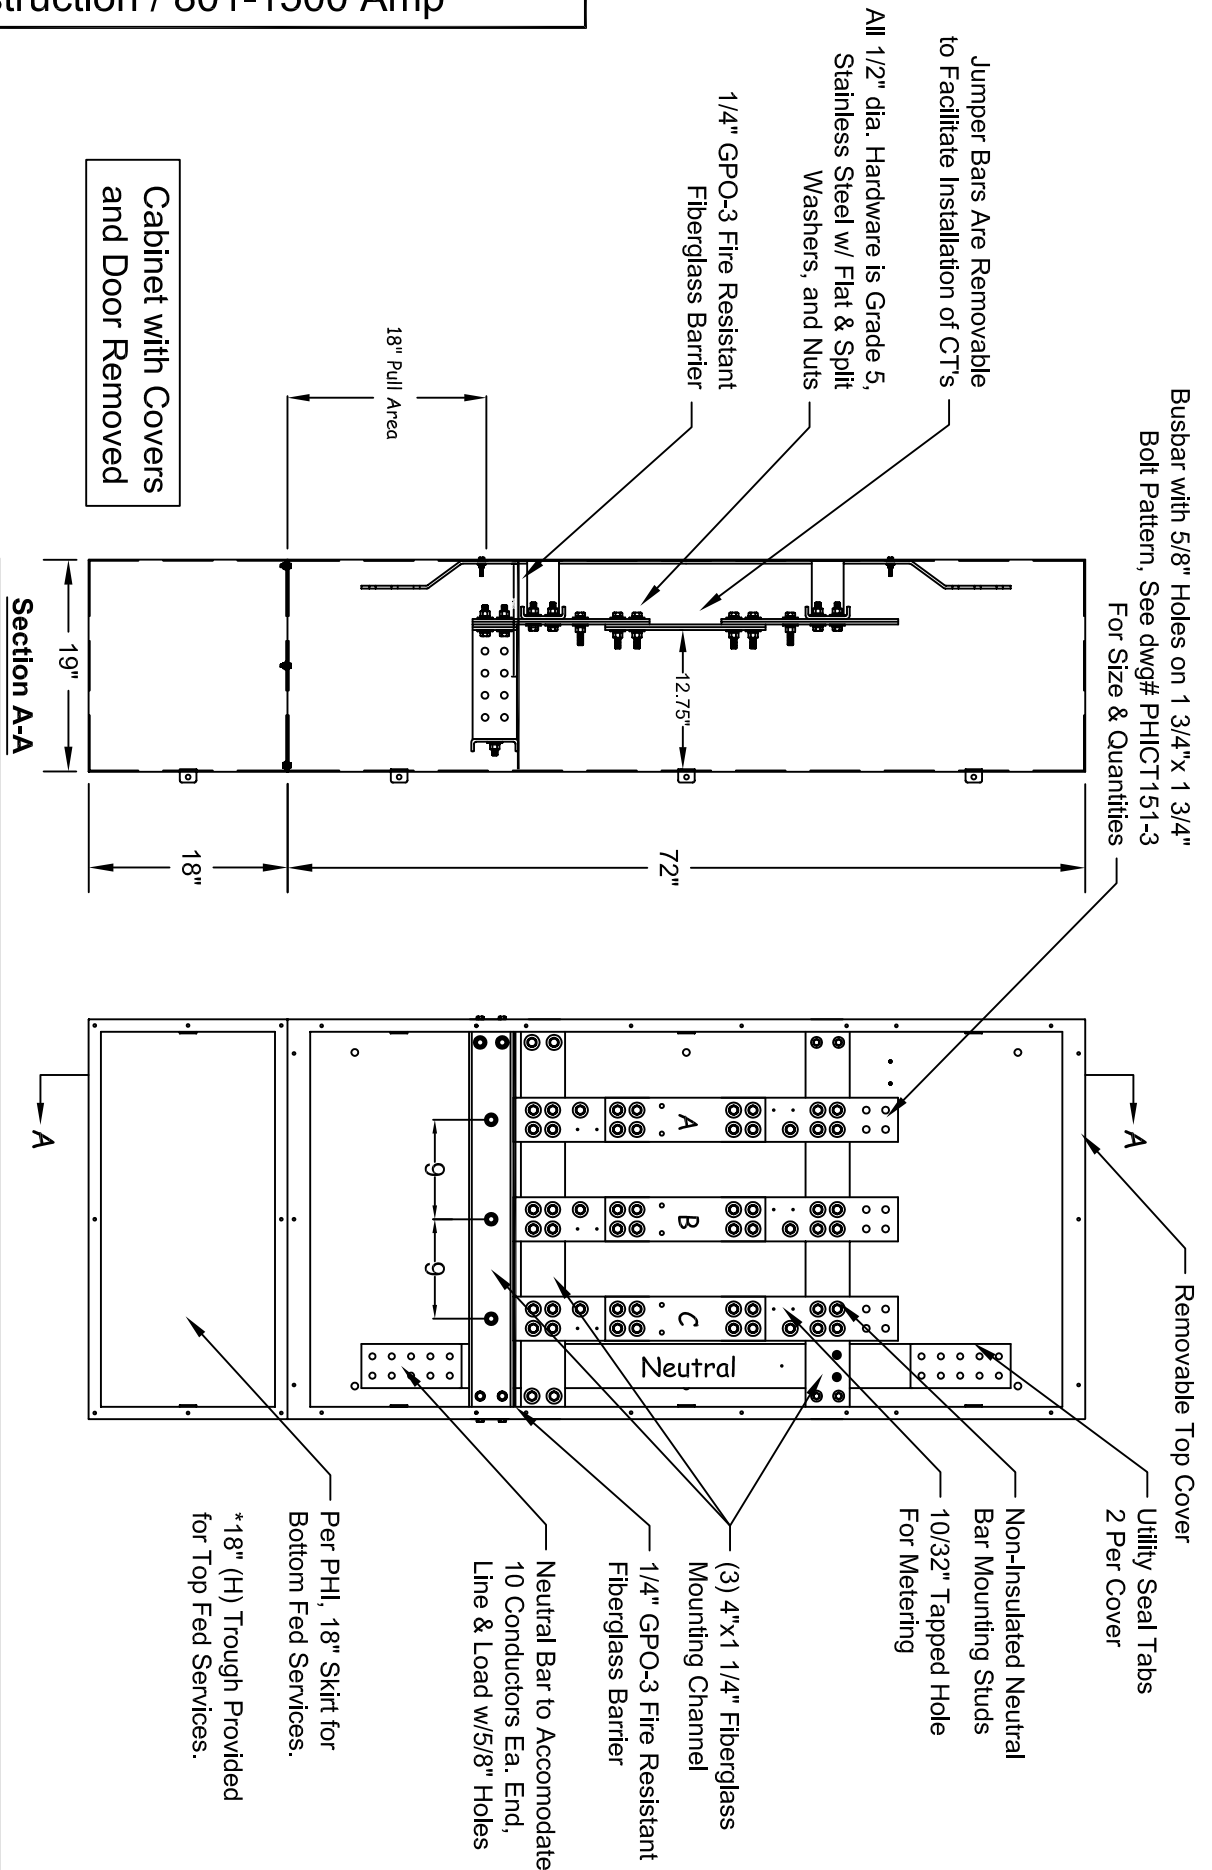 struction / 801-1500 Amp
Busbar with 5/8" Holes on 1 3/4"x 1 3/4"
Bolt Pattern, See dwg# PHICT151-3
For Size & Quantities
Jumper Bars Are Removable
to Facilitate Installation of CT's
All 1/2" dia. Hardware is Grade 5,
Stainless Steel w/ Flat & Split
Washers, and Nuts
1/4" GPO-3 Fire Resistant
Fiberglass Barrier
18" Pull Area
Cabinet with Covers
and Door Removed
12.75"
19"
Section A-A
72"
18"
A
A
A
B
C
Neutral
9
9
Removable Top Cover
Utility Seal Tabs
2 Per Cover
Non-Insulated Neutral
Bar Mounting Studs
10/32" Tapped Hole
For Metering
(3) 4"x1 1/4" Fiberglass
Mounting Channel
1/4" GPO-3 Fire Resistant
Fiberglass Barrier
Neutral Bar to Accomodate
10 Conductors Ea. End,
Line & Load w/5/8" Holes
Per PHI, 18" Skirt for
Bottom Fed Services.
*18" (H) Trough Provided
for Top Fed Services.